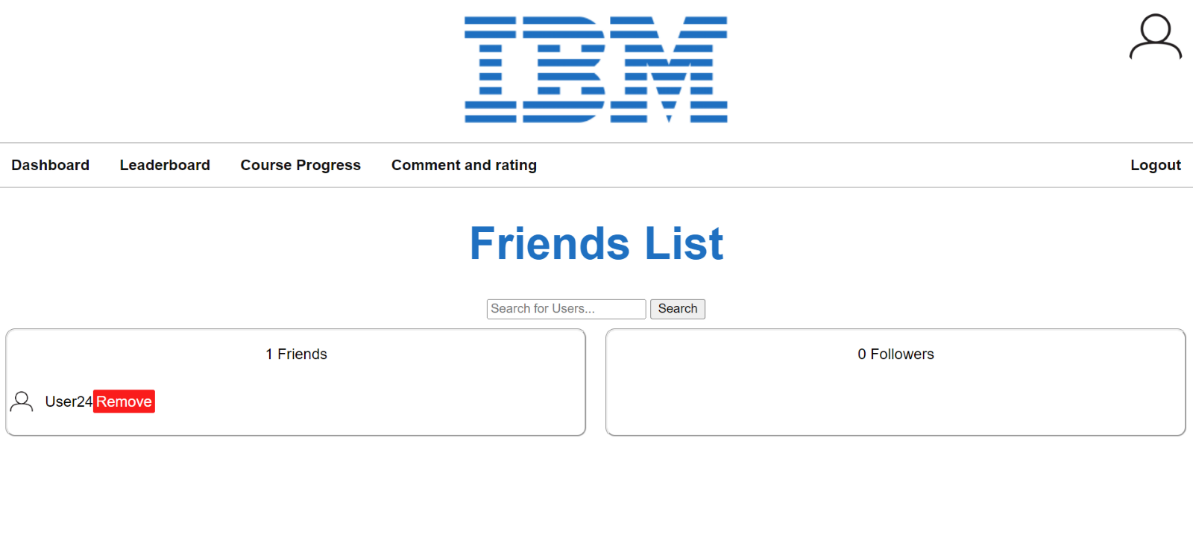 IBM
Dashboard Leaderboard Course Progress Comment and rating Logout
Friends List
Search for Users... Search
1 Friends
User24 Remove
0 Followers